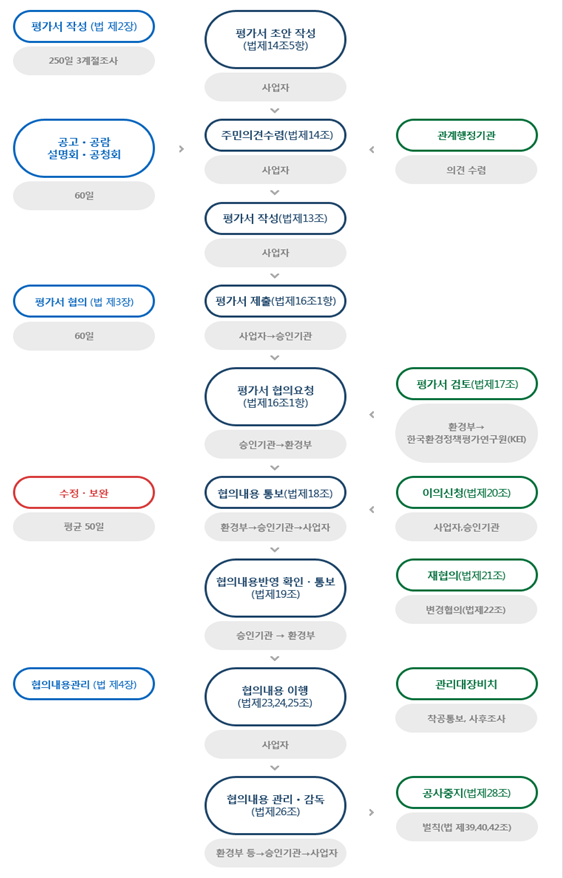 평가서 작성 (법 제2장)
250일 3계절조사
평가서 초안 작성
(법제14조5항)
사업자
공고・공람
설명회・공청회
60일
주민의견수렴(법제14조)
사업자
관계행정기관
의견 수렴
평가서 작성(법제13조)
사업자
평가서 협의 (법 제3장)
60일
평가서 제출(법제16조1항)
사업자→승인기관
평가서 협의요청
(법제16조1항)
승인기관→환경부
평가서 검토(법제17조)
환경부→
한국환경정책평가연구원(KEI)
수정・보완
평균 50일
협의내용 통보(법제18조)
환경부→승인기관→사업자
이의신청(법제20조)
사업자,승인기관
협의내용반영 확인・통보
(법제19조)
승인기관 → 환경부
재협의(법제21조)
변경협의(법제22조)
협의내용관리 (법 제4장)
협의내용 이행
(법제23,24,25조)
사업자
관리대장비치
착공통보, 사후조사
협의내용 관리・감독
(법제26조)
환경부 등→승인기관→사업자
공사중지(법제28조)
벌칙(법 제39,40,42조)